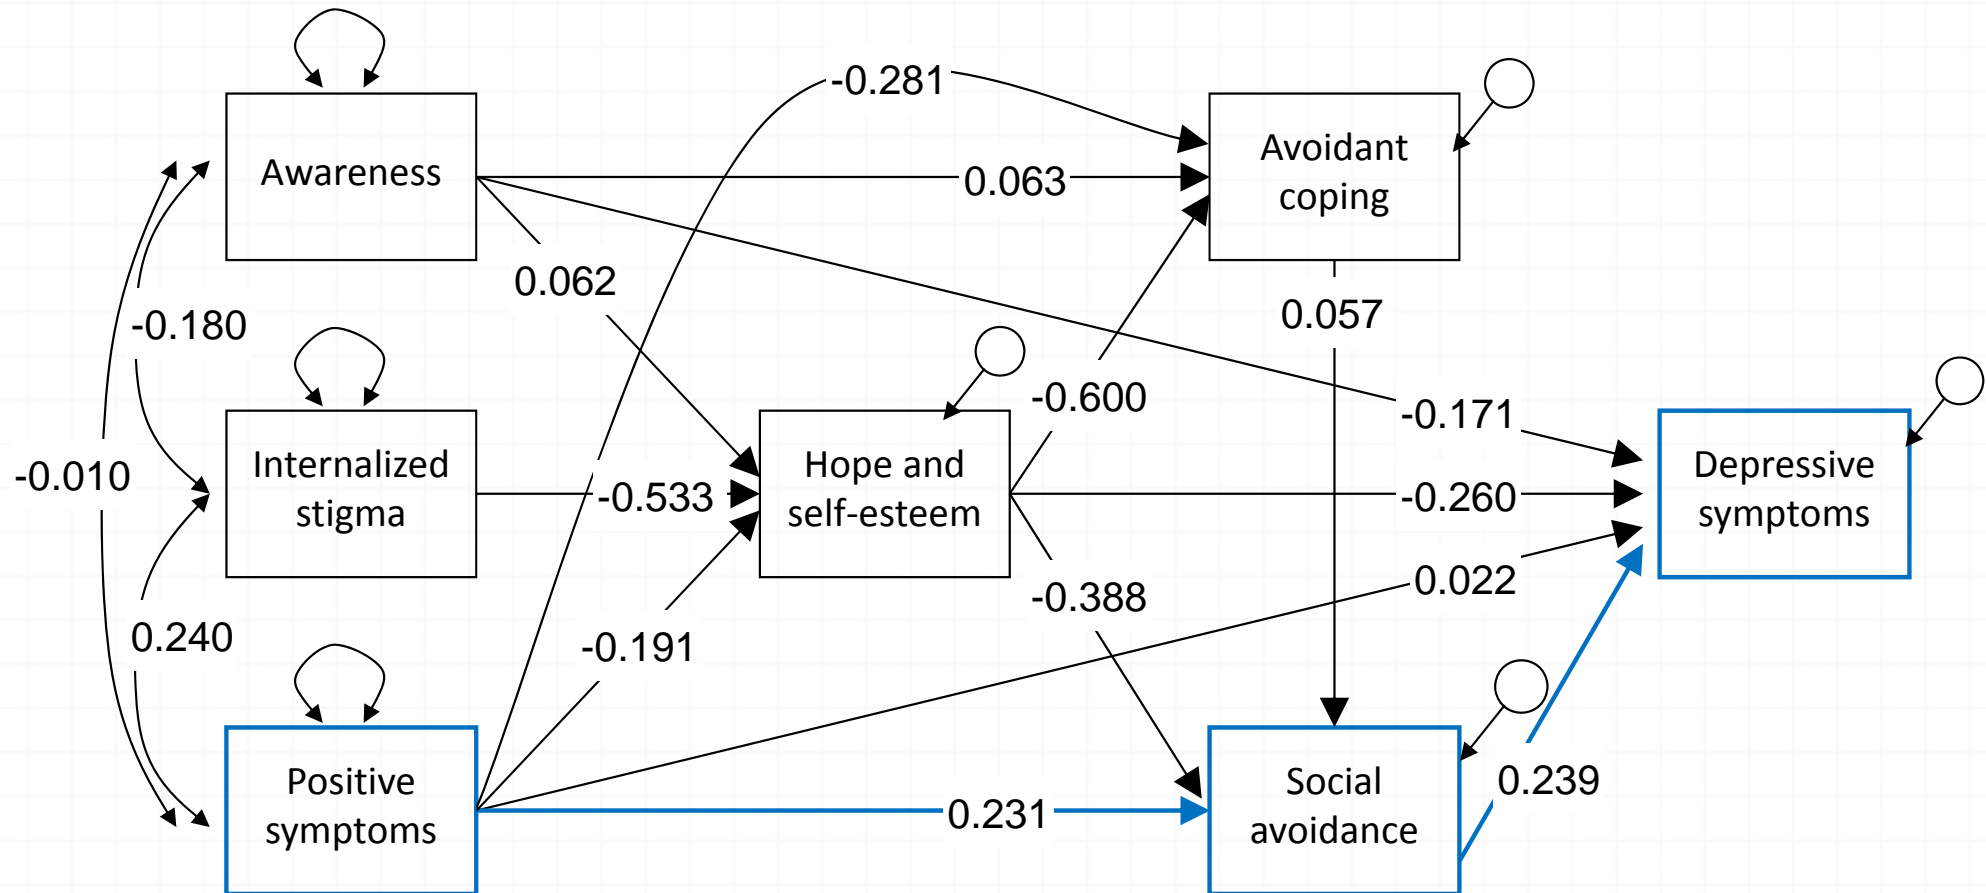 -0.281
Awareness
Avoidant
coping
0.063
0.062
-0.180
0.057
-0.600
-0.171
Internalized
stigma
-0.010
-0.533
Hope and
self-esteem
-0.260
Depressive
symptoms
0.022
-0.388
0.240
-0.191
Positive
symptoms
0.231
Social
avoidance
0.239